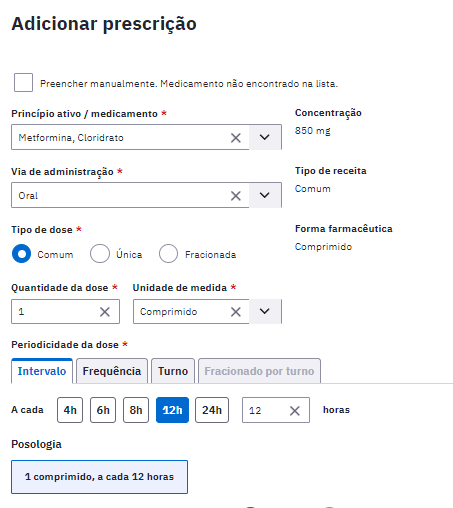 Adicionar prescrição
Preencher manualmente. Medicamento não encontrado na lista.
Princípio ativo / medicamento *
Metformina, Cloridrato
Concentração
850 mg
Via de administração *
Oral
Tipo de receita
Comum
Tipo de dose *
Comum Única Fracionada
Forma farmacêutica
Comprimido
Quantidade da dose * Unidade de medida *
1 Comprimido
Periodicidade da dose *
Intervalo Frequência Turno Fracionado por turno
A cada 4h 6h 8h 12h 24h 12 horas
Posologia
1 comprimido, a cada 12 horas